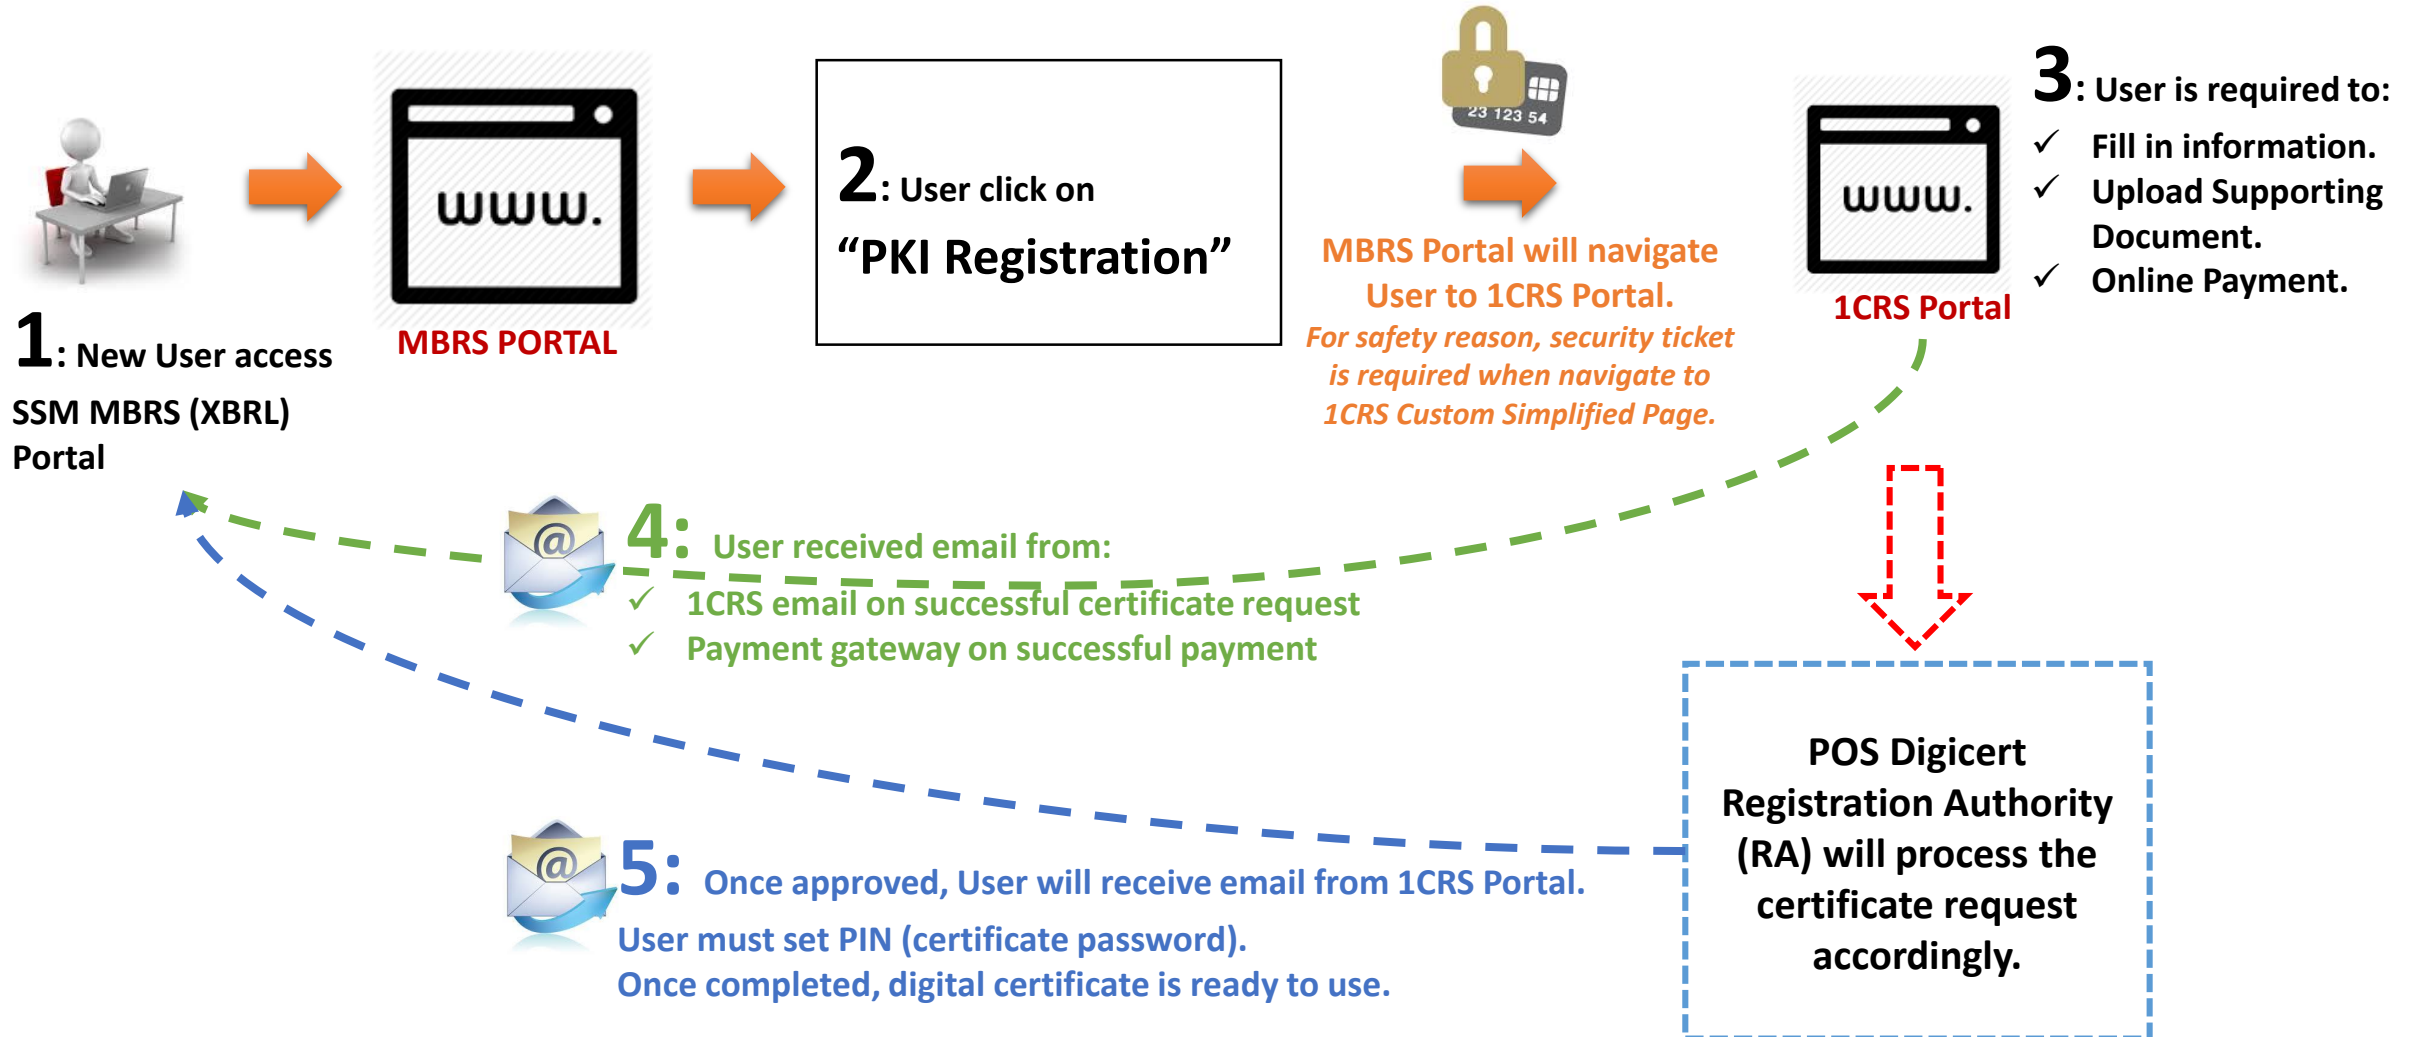 1: New User access
SSM MBRS (XBRL)
Portal
www.
MBRS PORTAL
2: User click on
“PKI Registration”
23 123 54
MBRS Portal will navigate
User to 1CRS Portal.
For safety reason, security ticket
is required when navigate to
1CRS Custom Simplified Page.
www.
1CRS Portal
3: User is required to:
✓ Fill in information.
✓ Upload Supporting
Document.
✓ Online Payment.
@
4: User received email from:
✓ 1CRS email on successful certificate request
✓ Payment gateway on successful payment
@
5: Once approved, User will receive email from 1CRS Portal.
User must set PIN (certificate password).
Once completed, digital certificate is ready to use.
POS Digicert
Registration Authority
(RA) will process the
certificate request
accordingly.